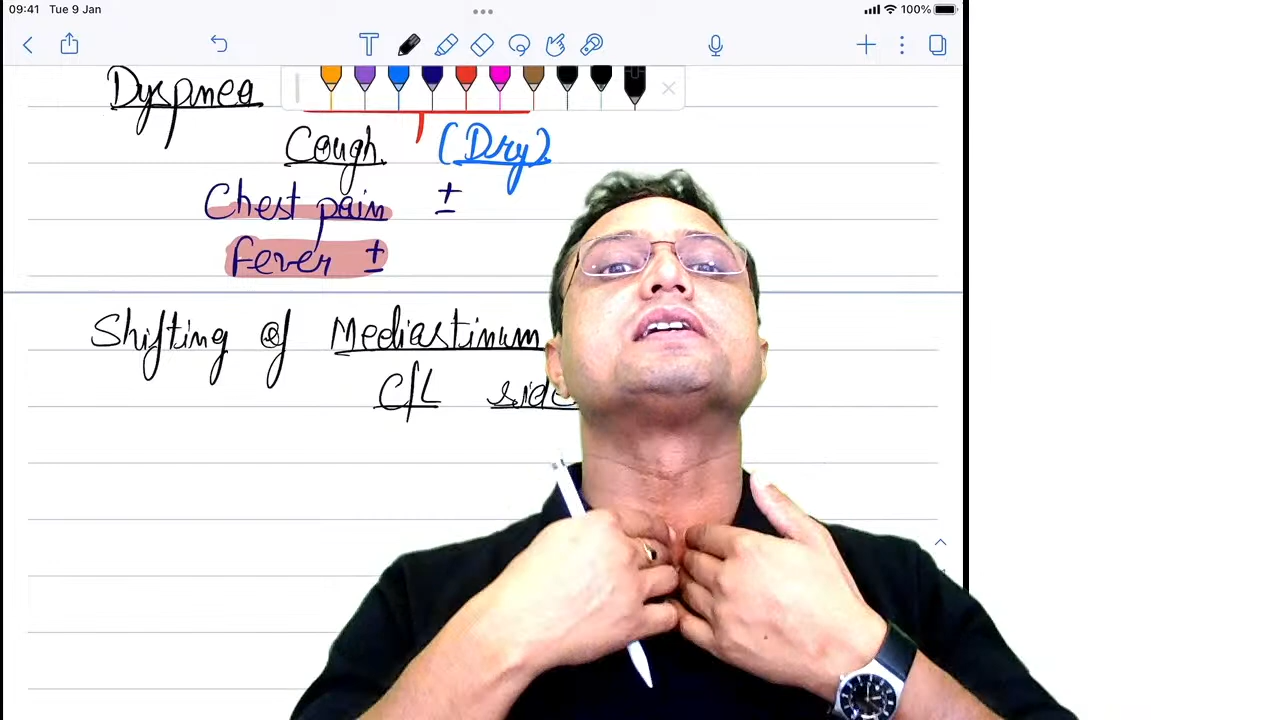 09:41 Tue 9 Jan
100%
T
Dyspnea
Cough. (Dry)
Chest pain ±
Fever ±
Shifting of Mediastinum
C/L side